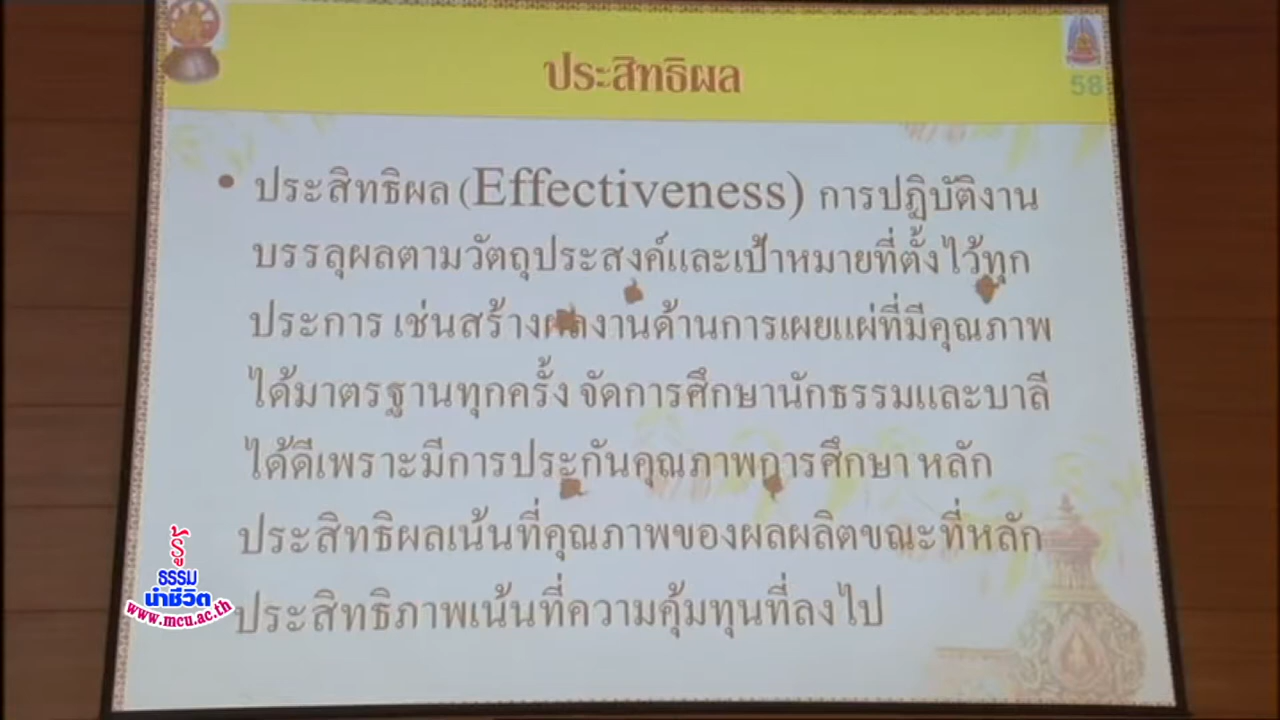 ประสิทธิผล
58
• ประสิทธิผล (Effectiveness) การปฏิบัติงาน
บรรลุผลตามวัตถุประสงค์และเป้าหมายที่ตั้งไว้ทุก
ประการ เช่นสร้างผลงานด้านการเผยแผ่ที่มีคุณภาพ
ได้มาตรฐานทุกครั้ง จัดการศึกษานักธรรมและบาลี
ได้ดีเพราะมีการประกันคุณภาพการศึกษา หลัก
ประสิทธิผลเน้นที่คุณภาพของผลผลิตขณะที่หลัก
ประสิทธิภาพเน้นที่ความคุ้มทุนที่ลงไป
รู้
ธรรม
นำชีวิต
www.mcu.ac.th